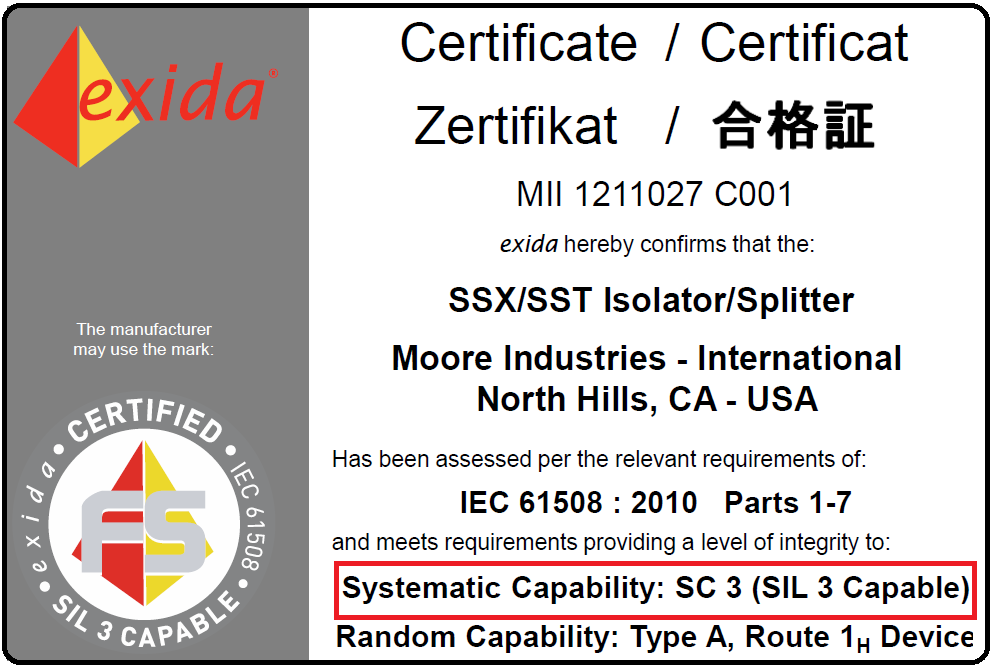 exida®
Certificate / Certificat
Zertifikat / 合格証
MII 1211027 C001
exida hereby confirms that the:
SSX/SST Isolator/Splitter
Moore Industries - International
North Hills, CA - USA
Has been assessed per the relevant requirements of:
IEC 61508 : 2010 Parts 1-7
and meets requirements providing a level of integrity to:
Systematic Capability: SC 3 (SIL 3 Capable)
Random Capability: Type A, Route 1H Device
The manufacturer
may use the mark:
CERTIFIED
exida
IEC 61508
FS
SIL 3 CAPABLE